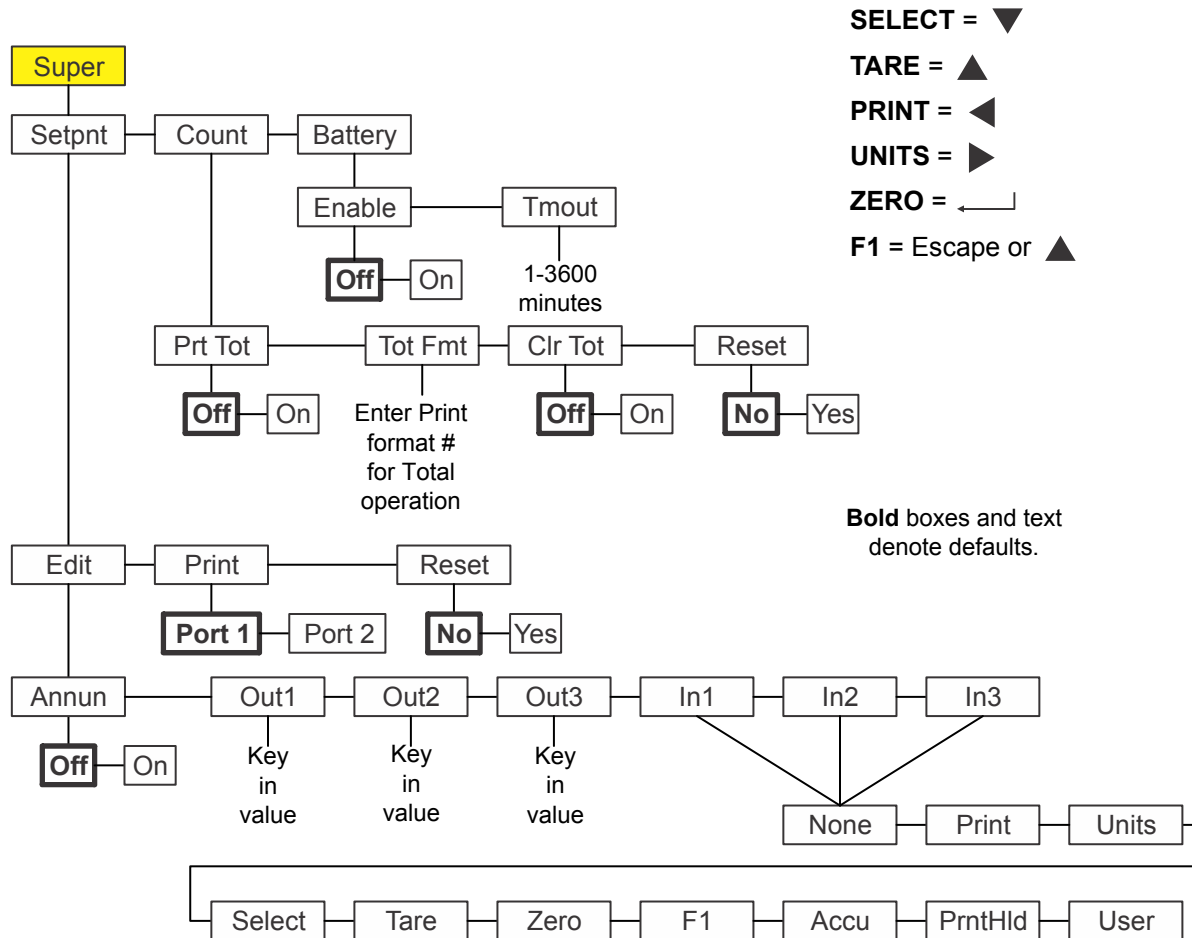 SELECT =
TARE =
PRINT =
UNITS =
ZERO =
F1 = Escape or
Super
Setpnt Count Battery
Enable Tmout
Off On
1-3600
minutes
Prt Tot Tot Fmt Clr Tot Reset
Off On
Enter Print
format #
for Total
operation
Off On
No Yes
Bold boxes and text
denote defaults.
Edit Print Reset
Port 1 Port 2
No Yes
Annun Out1 Out2 Out3 In1 In2 In3
Off On
Key
in
value
Key
in
value
Key
in
value
None Print Units
Select Tare Zero F1 Accu PrntHld User